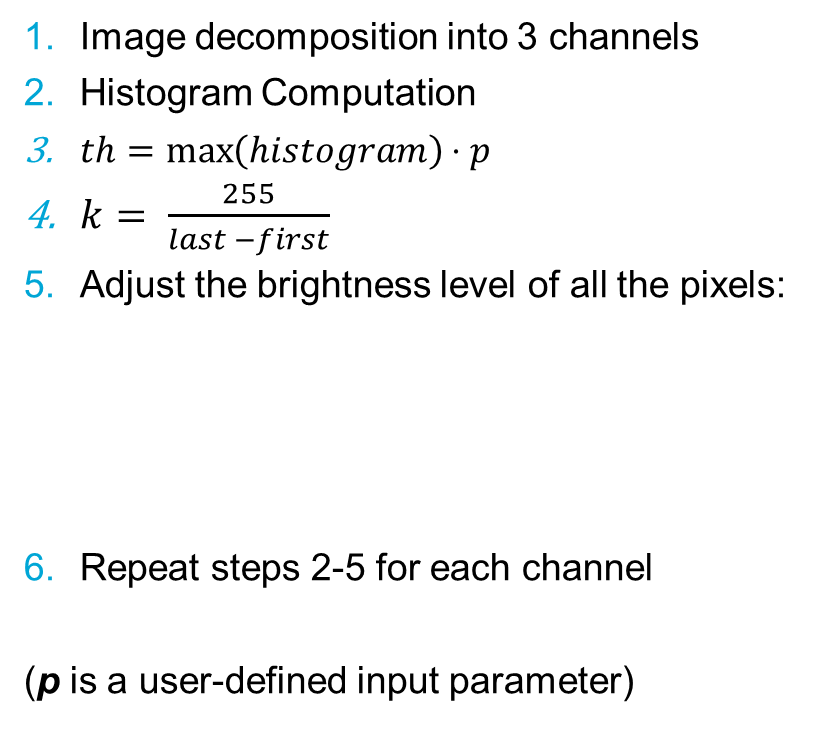 1. Image decomposition into 3 channels
2. Histogram Computation
3. th = max(histogram) · p
4. k = 255 / last −first
5. Adjust the brightness level of all the pixels:
6. Repeat steps 2-5 for each channel
(p is a user-defined input parameter)